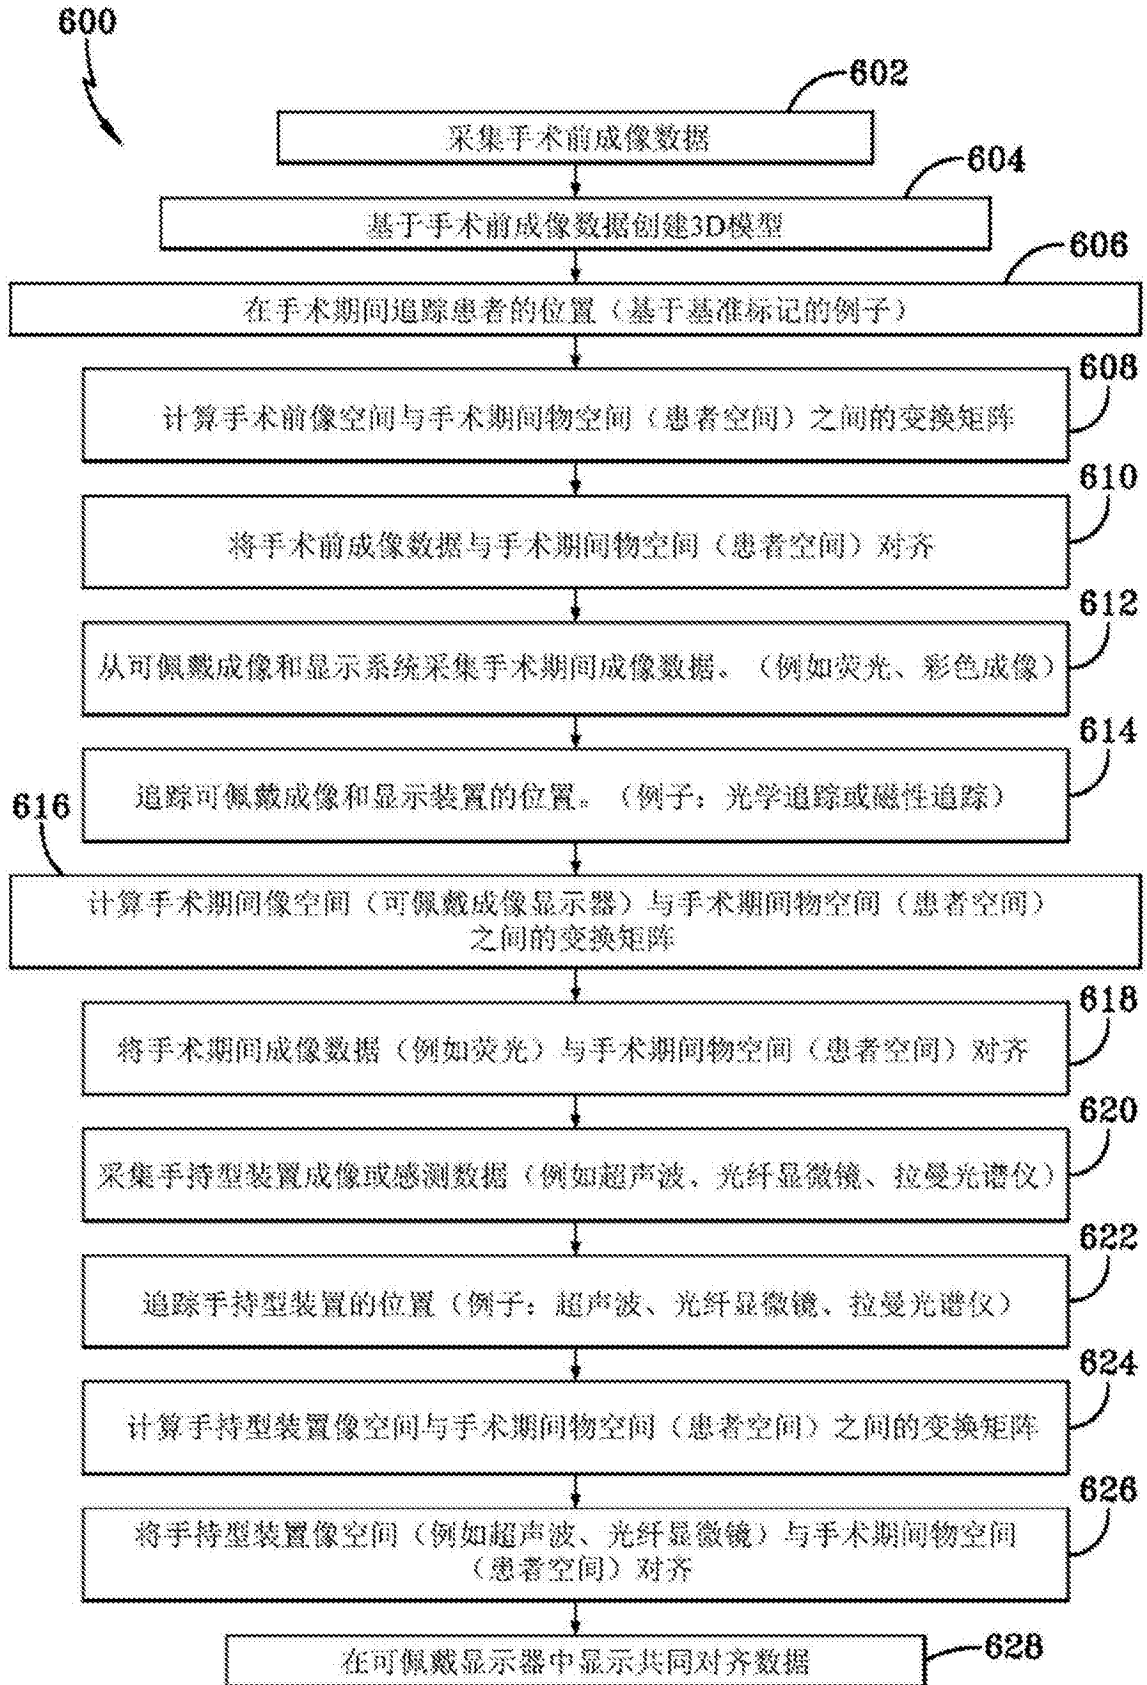 600
602
采集手术前成像数据
604
基于手术前成像数据创建3D模型
606
在手术期间追踪患者的位置（基于基准标记的例子）
608
计算手术前像空间与手术期间物空间（患者空间）之间的变换矩阵
610
将手术前成像数据与手术期间物空间（患者空间）对齐
612
从可佩戴成像和显示系统采集手术期间成像数据。（例如荧光、彩色成像）
614
追踪可佩戴成像和显示装置的位置。（例子：光学追踪或磁性追踪）
616
计算手术期间像空间（可佩戴成像显示器）与手术期间物空间（患者空间）
之间的变换矩阵
618
将手术期间成像数据（例如荧光）与手术期间物空间（患者空间）对齐
620
采集手持型装置成像或感测数据（例如超声波、光纤显微镜、拉曼光谱仪）
622
追踪手持型装置的位置（例子：超声波、光纤显微镜、拉曼光谱仪）
624
计算手持型装置像空间与手术期间物空间（患者空间）之间的变换矩阵
626
将手持型装置像空间（例如超声波、光纤显微镜）与手术期间物空间
（患者空间）对齐
628
在可佩戴显示器中显示共同对齐数据